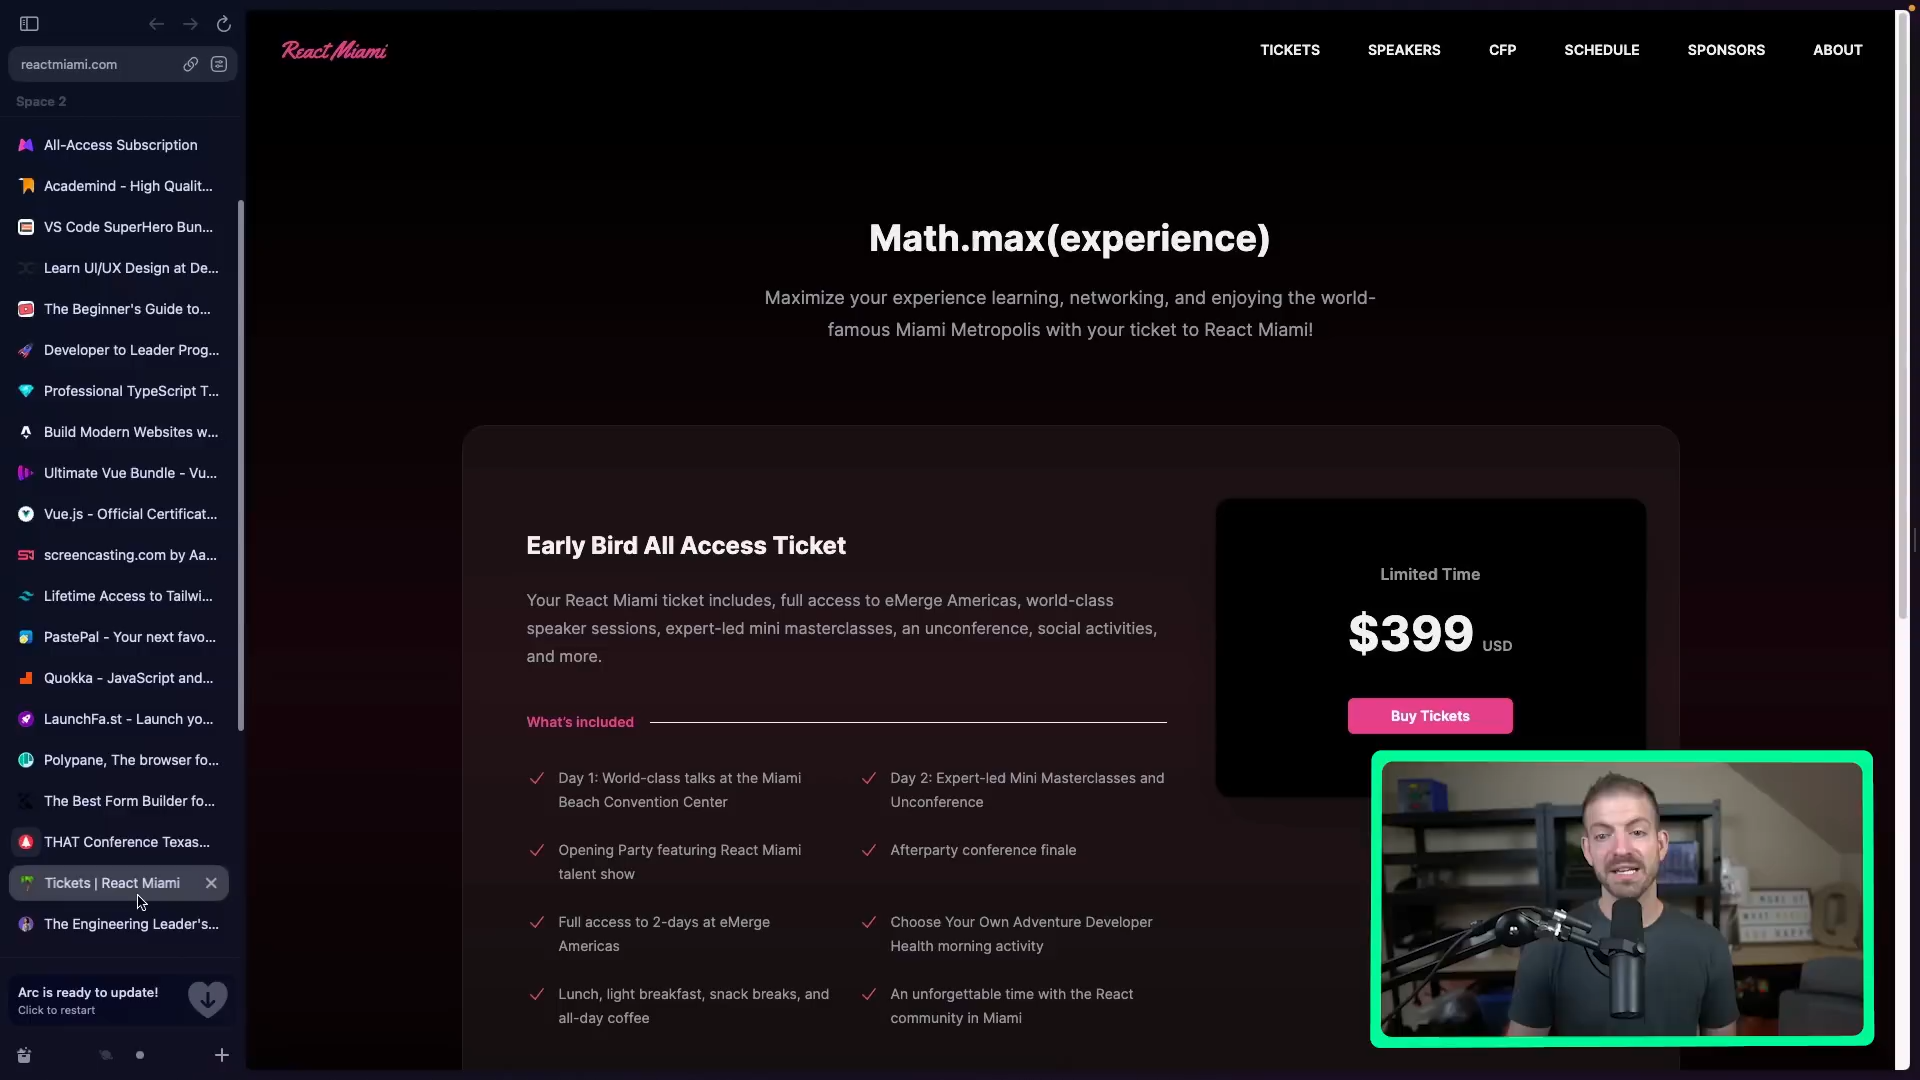 reactmiami.com
Space 2
All-Access Subscription
Academind - High Qualit...
VS Code SuperHero Bun...
Learn UI/UX Design at De...
The Beginner's Guide to...
Developer to Leader Prog...
Professional TypeScript T...
Build Modern Websites w...
Ultimate Vue Bundle - Vu...
Vue.js - Official Certificat...
screencasting.com by Aa...
Lifetime Access to Tailwi...
PastePal - Your next favo...
Quokka - JavaScript and...
LaunchFa.st - Launch yo...
Polypane, The browser fo...
The Best Form Builder fo...
THAT Conference Texas...
Tickets | React Miami
The Engineering Leader's...
Arc is ready to update!
Click to restart
React Miami
TICKETS
SPEAKERS
CFP
SCHEDULE
SPONSORS
ABOUT
Math.max(experience)
Maximize your experience learning, networking, and enjoying the world-
famous Miami Metropolis with your ticket to React Miami!
Early Bird All Access Ticket
Your React Miami ticket includes, full access to eMerge Americas, world-class
speaker sessions, expert-led mini masterclasses, an unconference, social activities,
and more.
What's included
Day 1: World-class talks at the Miami
Beach Convention Center
Day 2: Expert-led Mini Masterclasses and
Unconference
Opening Party featuring React Miami
talent show
Afterparty conference finale
Full access to 2-days at eMerge
Americas
Choose Your Own Adventure Developer
Health morning activity
Lunch, light breakfast, snack breaks, and
all-day coffee
An unforgettable time with the React
community in Miami
Limited Time
$399 USD
Buy Tickets